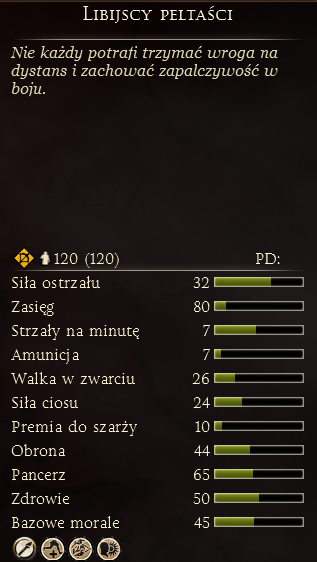 Libijscy peltaści
Nie każdy potrafi trzymać wroga na
dystans i zachować zapalczywość w
boju.
120 (120) PD:
Siła ostrzału 32
Zasięg 80
Strzały na minutę 7
Amunicja 7
Walka w zwarciu 26
Siła ciosu 24
Premia do szarży 10
Obrona 44
Pancerz 65
Zdrowie 50
Bazowe morale 45